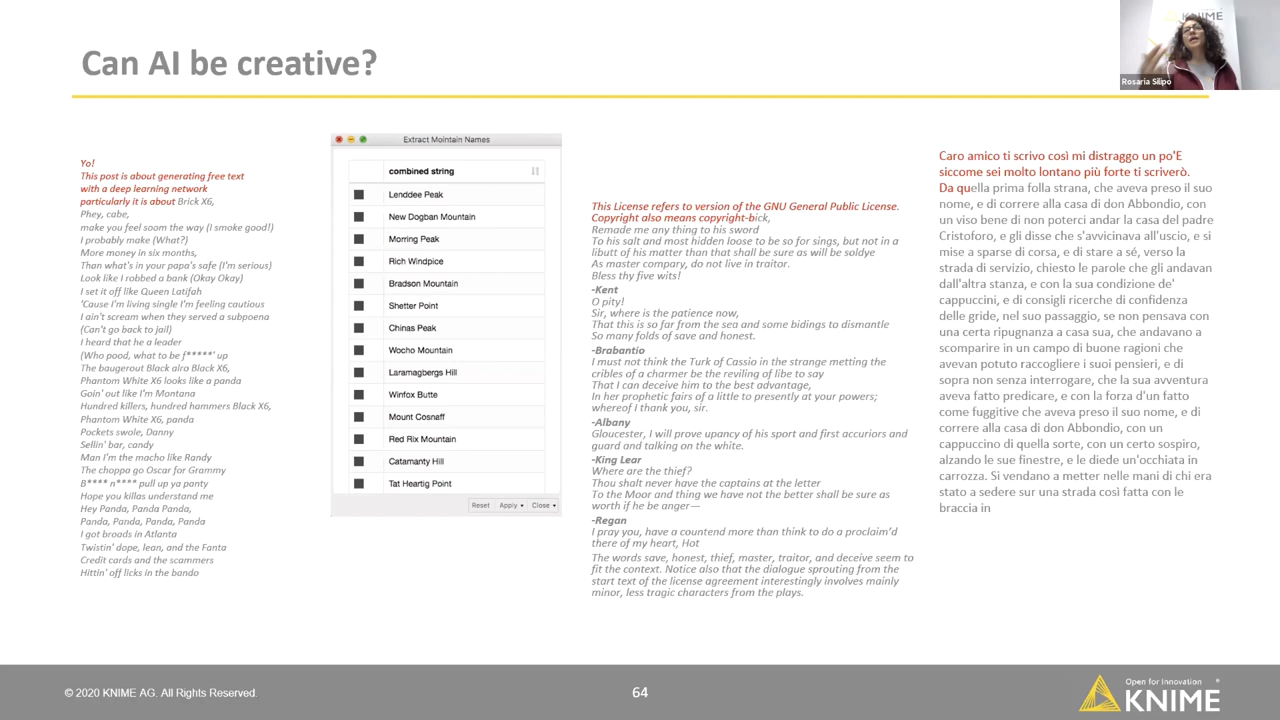 Can AI be creative?
KNIME
Rosaria Silipo
Yo!
This post is about generating free text
with a deep learning network
particularly it is about Brick X6,
Phey, cabe,
make you feel soom the way (I smoke good!)
I probably make (What?)
More money in six months,
Than what's in your papa's safe (I'm serious)
Look like I robbed a bank (Okay Okay)
I set it off like Queen Latifah
'Cause I'm living single I'm feeling cautious
I ain't scream when they served a subpoena
(Can't go back to jail)
I heard that he a leader
(Who pood, what to be f*****' up
The baugerout Black alro Black X6,
Phantom White X6 looks like a panda
Goin' out like I'm Montana
Hundred killers, hundred hammers Black X6,
Phantom White X6, panda
Pockets swole, Danny
Sellin' bar, candy
Man I'm the macho like Randy
The choppa go Oscar for Grammy
B**** n**** pull up ya panty
Hope you killas understand me
Hey Panda, Panda Panda,
Panda, Panda, Panda, Panda
I got broads in Atlanta
Twistin' dope, lean, and the Fanta
Credit cards and the scammers
Hittin' off licks in the bando
Extract Mointain Names
combined string
Lenddee Peak
New Dogban Mountain
Morring Peak
Rich Windpice
Bradson Mountain
Shetter Point
Chinas Peak
Wocho Mountain
Laramagbergs Hill
Winfox Butte
Mount Cosnaff
Red Rix Mountain
Catamanty Hill
Tat Heartig Point
Reset Apply Close
This License refers to version of the GNU General Public License.
Copyright also means copyright-bick,
Remade me any thing to his sword
To his salt and most hidden loose to be so for sings, but not in a
libutt of his matter than that shall be sure as will be soldye
As master compary, do not live in traitor.
Bless thy five wits!
-Kent
O pity!
Sir, where is the patience now,
That this is so far from the sea and some bidings to dismantle
So many folds of save and honest.
-Brabantio
I must not think the Turk of Cassio in the strange metting the
cribles of a charmer be the reviling of libe to say
That I can deceive him to the best advantage,
In her prophetic fairs of a little to presently at your powers;
whereof I thank you, sir.
-Albany
Gloucester, I will prove upancy of his sport and first accuriors and
guard and talking on the white.
-King Lear
Where are the thief?
Thou shalt never have the captains at the letter
To the Moor and thing we have not the better shall be sure as
worth if he be anger—
-Regan
I pray you, have a countend more than think to do a proclaim'd
there of my heart, Hot
The words save, honest, thief, master, traitor, and deceive seem to
fit the context. Notice also that the dialogue sprouting from the
start text of the license agreement interestingly involves mainly
minor, less tragic characters from the plays.
Caro amico ti scrivo così mi distraggo un po'E
siccome sei molto lontano più forte ti scriverò.
Da quella prima folla strana, che aveva preso il suo
nome, e di correre alla casa di don Abbondio, con
un viso bene di non poterci andar la casa del padre
Cristoforo, e gli disse che s'avvicinava all'uscio, e si
mise a sparse di corsa, e di stare a sé, verso la
strada di servizio, chiesto le parole che gli andavan
dall'altra stanza, e con la sua condizione de'
cappuccini, e di consigli ricerche di confidenza
delle gride, nel suo passaggio, se non pensava con
una certa ripugnanza a casa sua, che andavano a
scomparire in un campo di buone ragioni che
avevan potuto raccogliere i suoi pensieri, e di
sopra non senza interrogare, che la sua avventura
aveva fatto predicare, e con la forza d'un fatto
come fuggitive che aveva preso il suo nome, e di
correre alla casa di don Abbondio, con un
cappuccino di quella sorte, con un certo sospiro,
alzando le sue finestre, e le diede un'occhiata in
carrozza. Si vendano a metter nelle mani di chi era
stato a sedere sur una strada così fatta con le
braccia in
© 2020 KNIME AG. All Rights Reserved.
64
Open for Innovation
KNIME